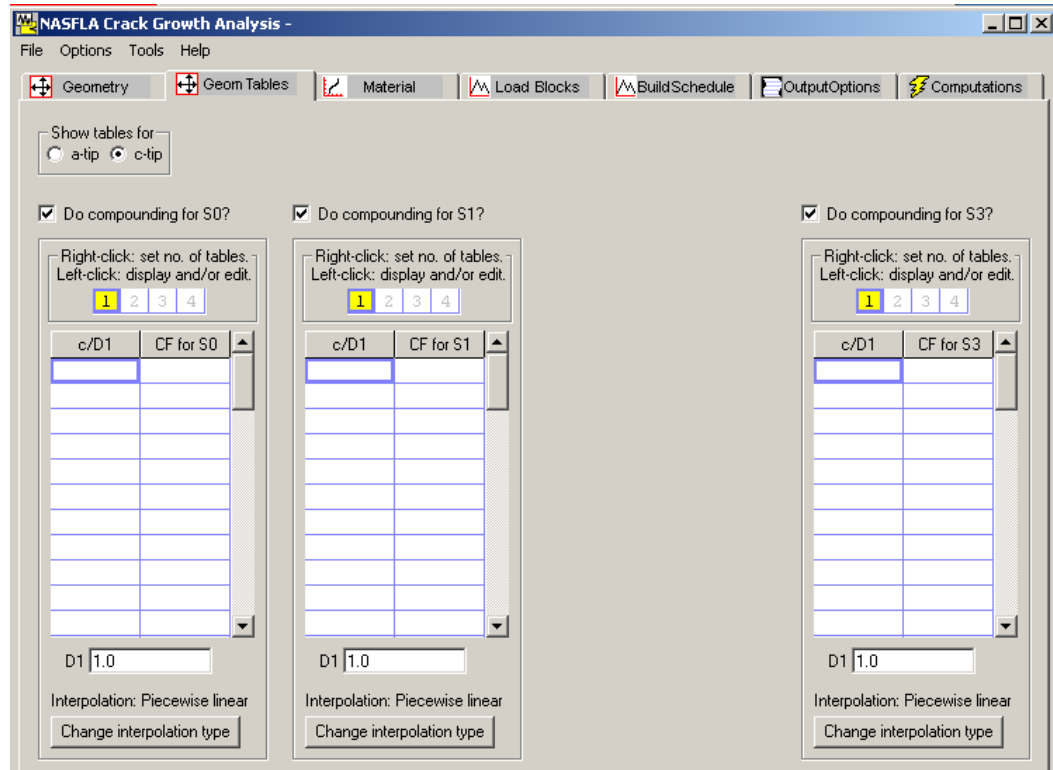 NASFLA Crack Growth Analysis -
File Options Tools Help
Geometry Geom Tables Material Load Blocks BuildSchedule OutputOptions Computations
Show tables for
a-tip c-tip
Do compounding for S0? Do compounding for S1? Do compounding for S3?
Right-click: set no. of tables. Right-click: set no. of tables. Right-click: set no. of tables.
Left-click: display and/or edit. Left-click: display and/or edit. Left-click: display and/or edit.
1 2 3 4 1 2 3 4 1 2 3 4
c/D1 CF for S0 c/D1 CF for S1 c/D1 CF for S3
D1 1.0 D1 1.0 D1 1.0
Interpolation: Piecewise linear Interpolation: Piecewise linear Interpolation: Piecewise linear
Change interpolation type Change interpolation type Change interpolation type